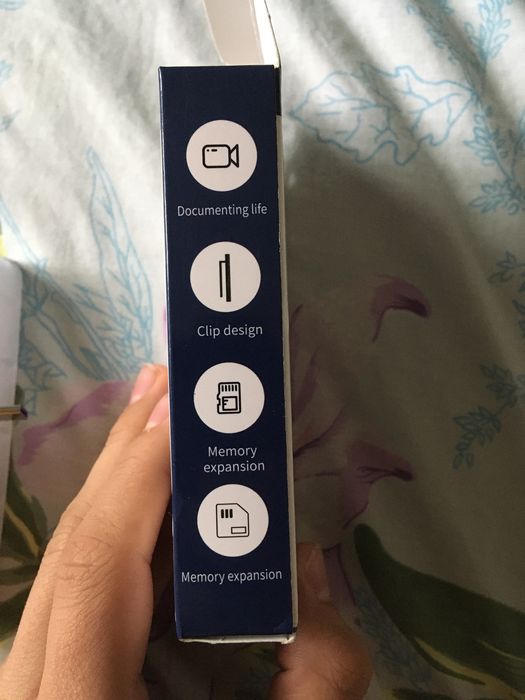 Documenting life
Clip design
Memory
expansion
Memory expansion